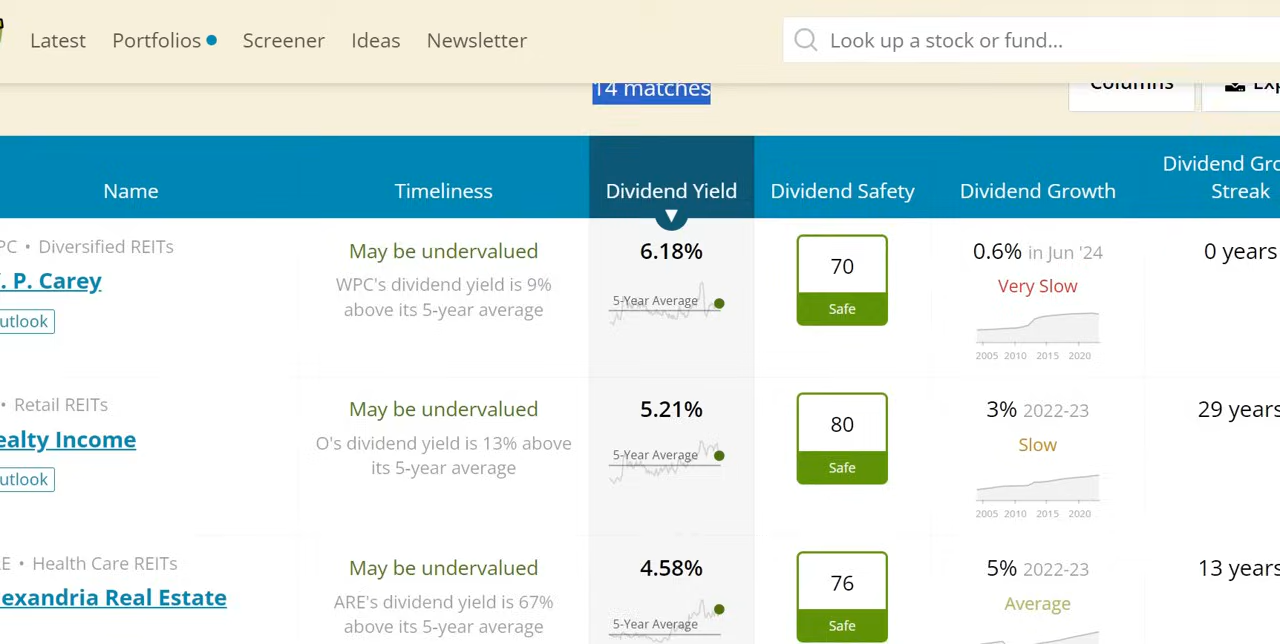 Latest Portfolios Screener Ideas Newsletter Look up a stock or fund...
14 matches Columns Exp
Name Timeliness Dividend Yield Dividend Safety Dividend Growth Dividend Gro
Streak
PC • Diversified REITs
. P. Carey
utlook
May be undervalued
WPC's dividend yield is 9%
above its 5-year average
6.18%
5-Year Average
70
Safe
0.6% in Jun '24
Very Slow
2005 2010 2015 2020
0 years
• Retail REITs
ealty Income
utlook
May be undervalued
O's dividend yield is 13% above
its 5-year average
5.21%
5-Year Average
80
Safe
3% 2022-23
Slow
2005 2010 2015 2020
29 years
E • Health Care REITs
exandria Real Estate
May be undervalued
ARE's dividend yield is 67%
above its 5-year average
4.58%
5-Year Average
76
Safe
5% 2022-23
Average
13 years